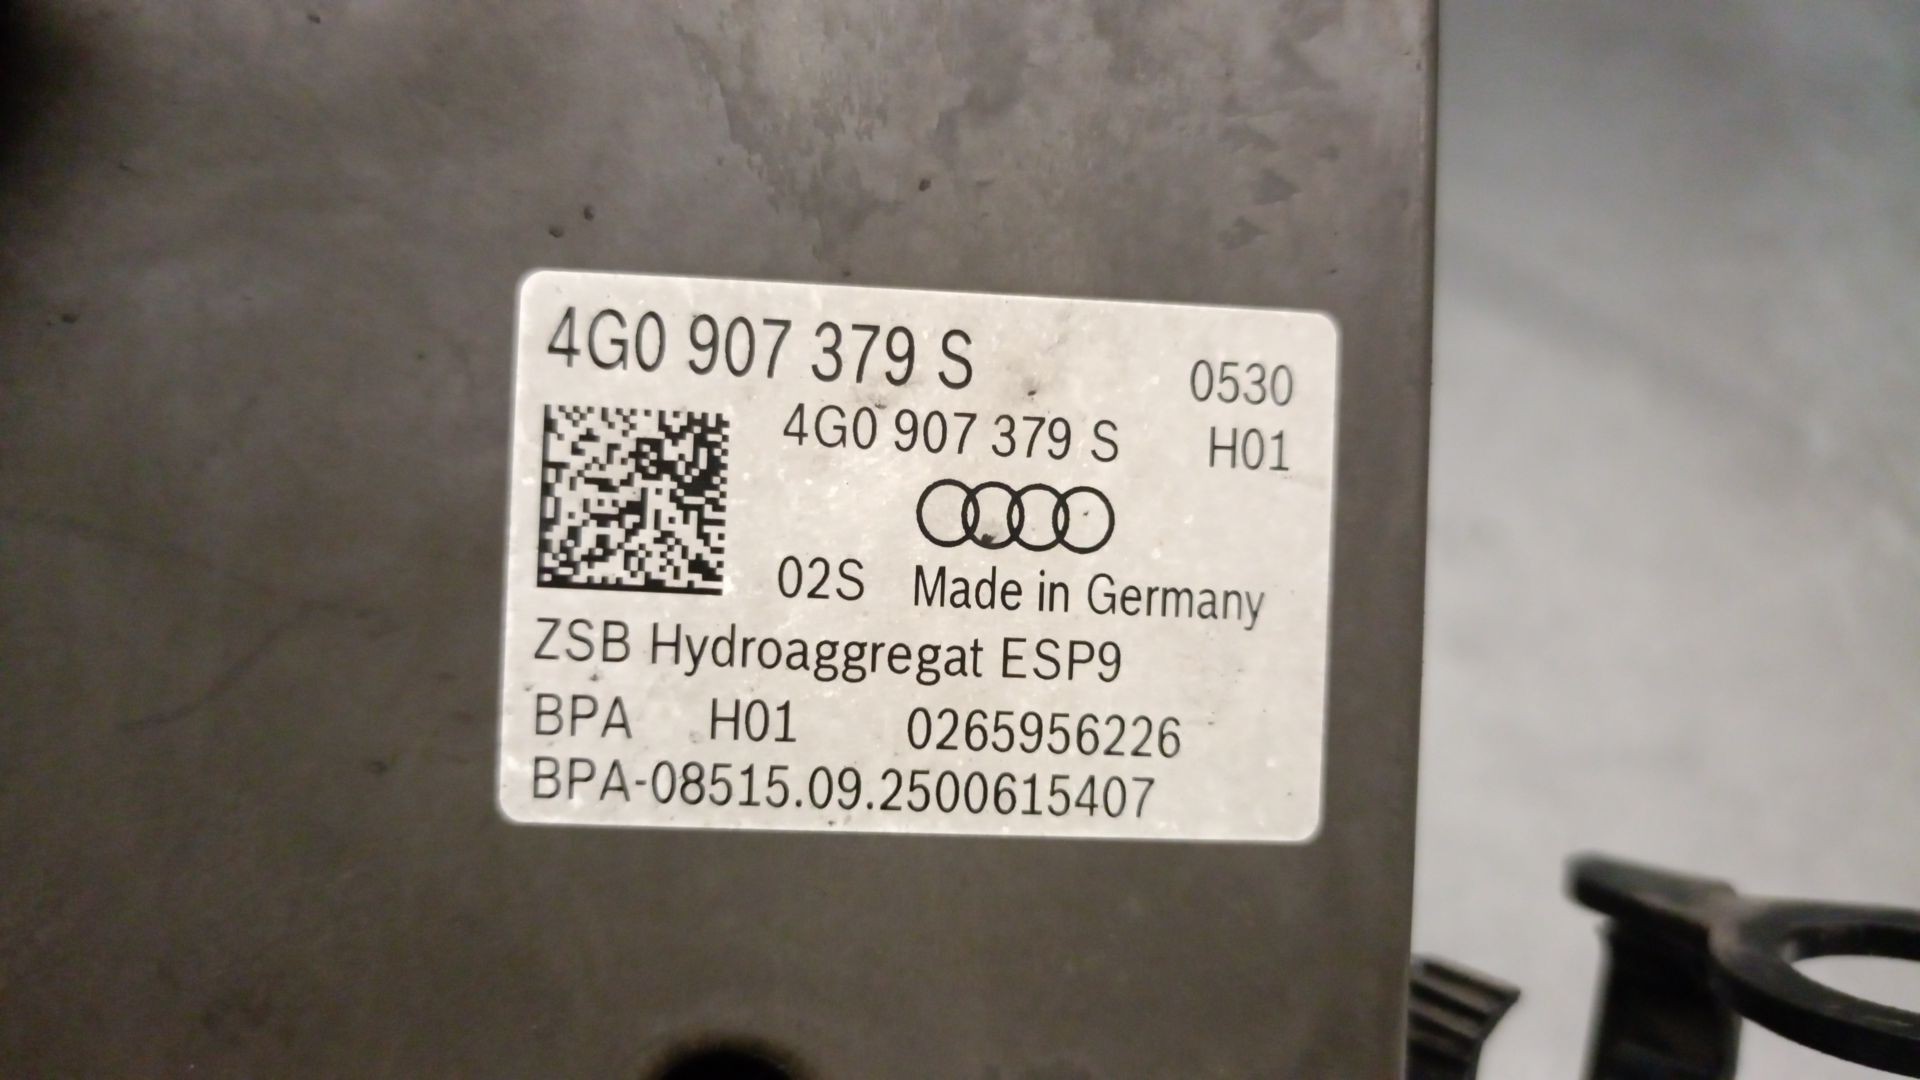 4G0 907 379 S 0530
4G0 907 379 S H01
02S Made in Germany
ZSB Hydroaggregat ESP9
BPA H01 0265956226
BPA-08515.09.2500615407